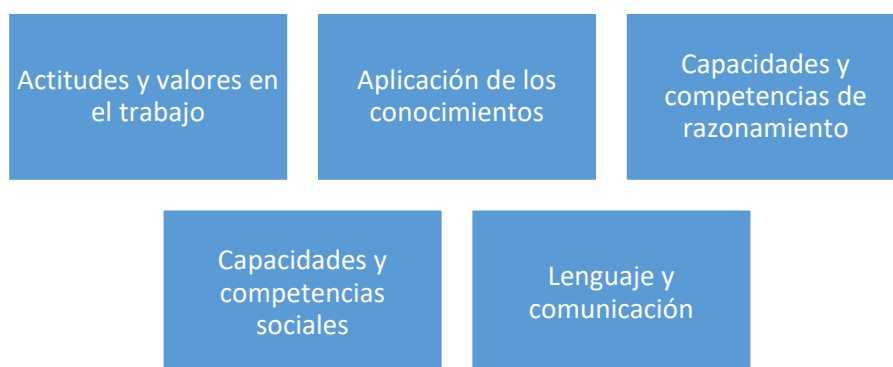 Actitudes y valores en
el trabajo
Aplicación de los
conocimientos
Capacidades y
competencias de
razonamiento
Capacidades y
competencias
sociales
Lenguaje y
comunicación